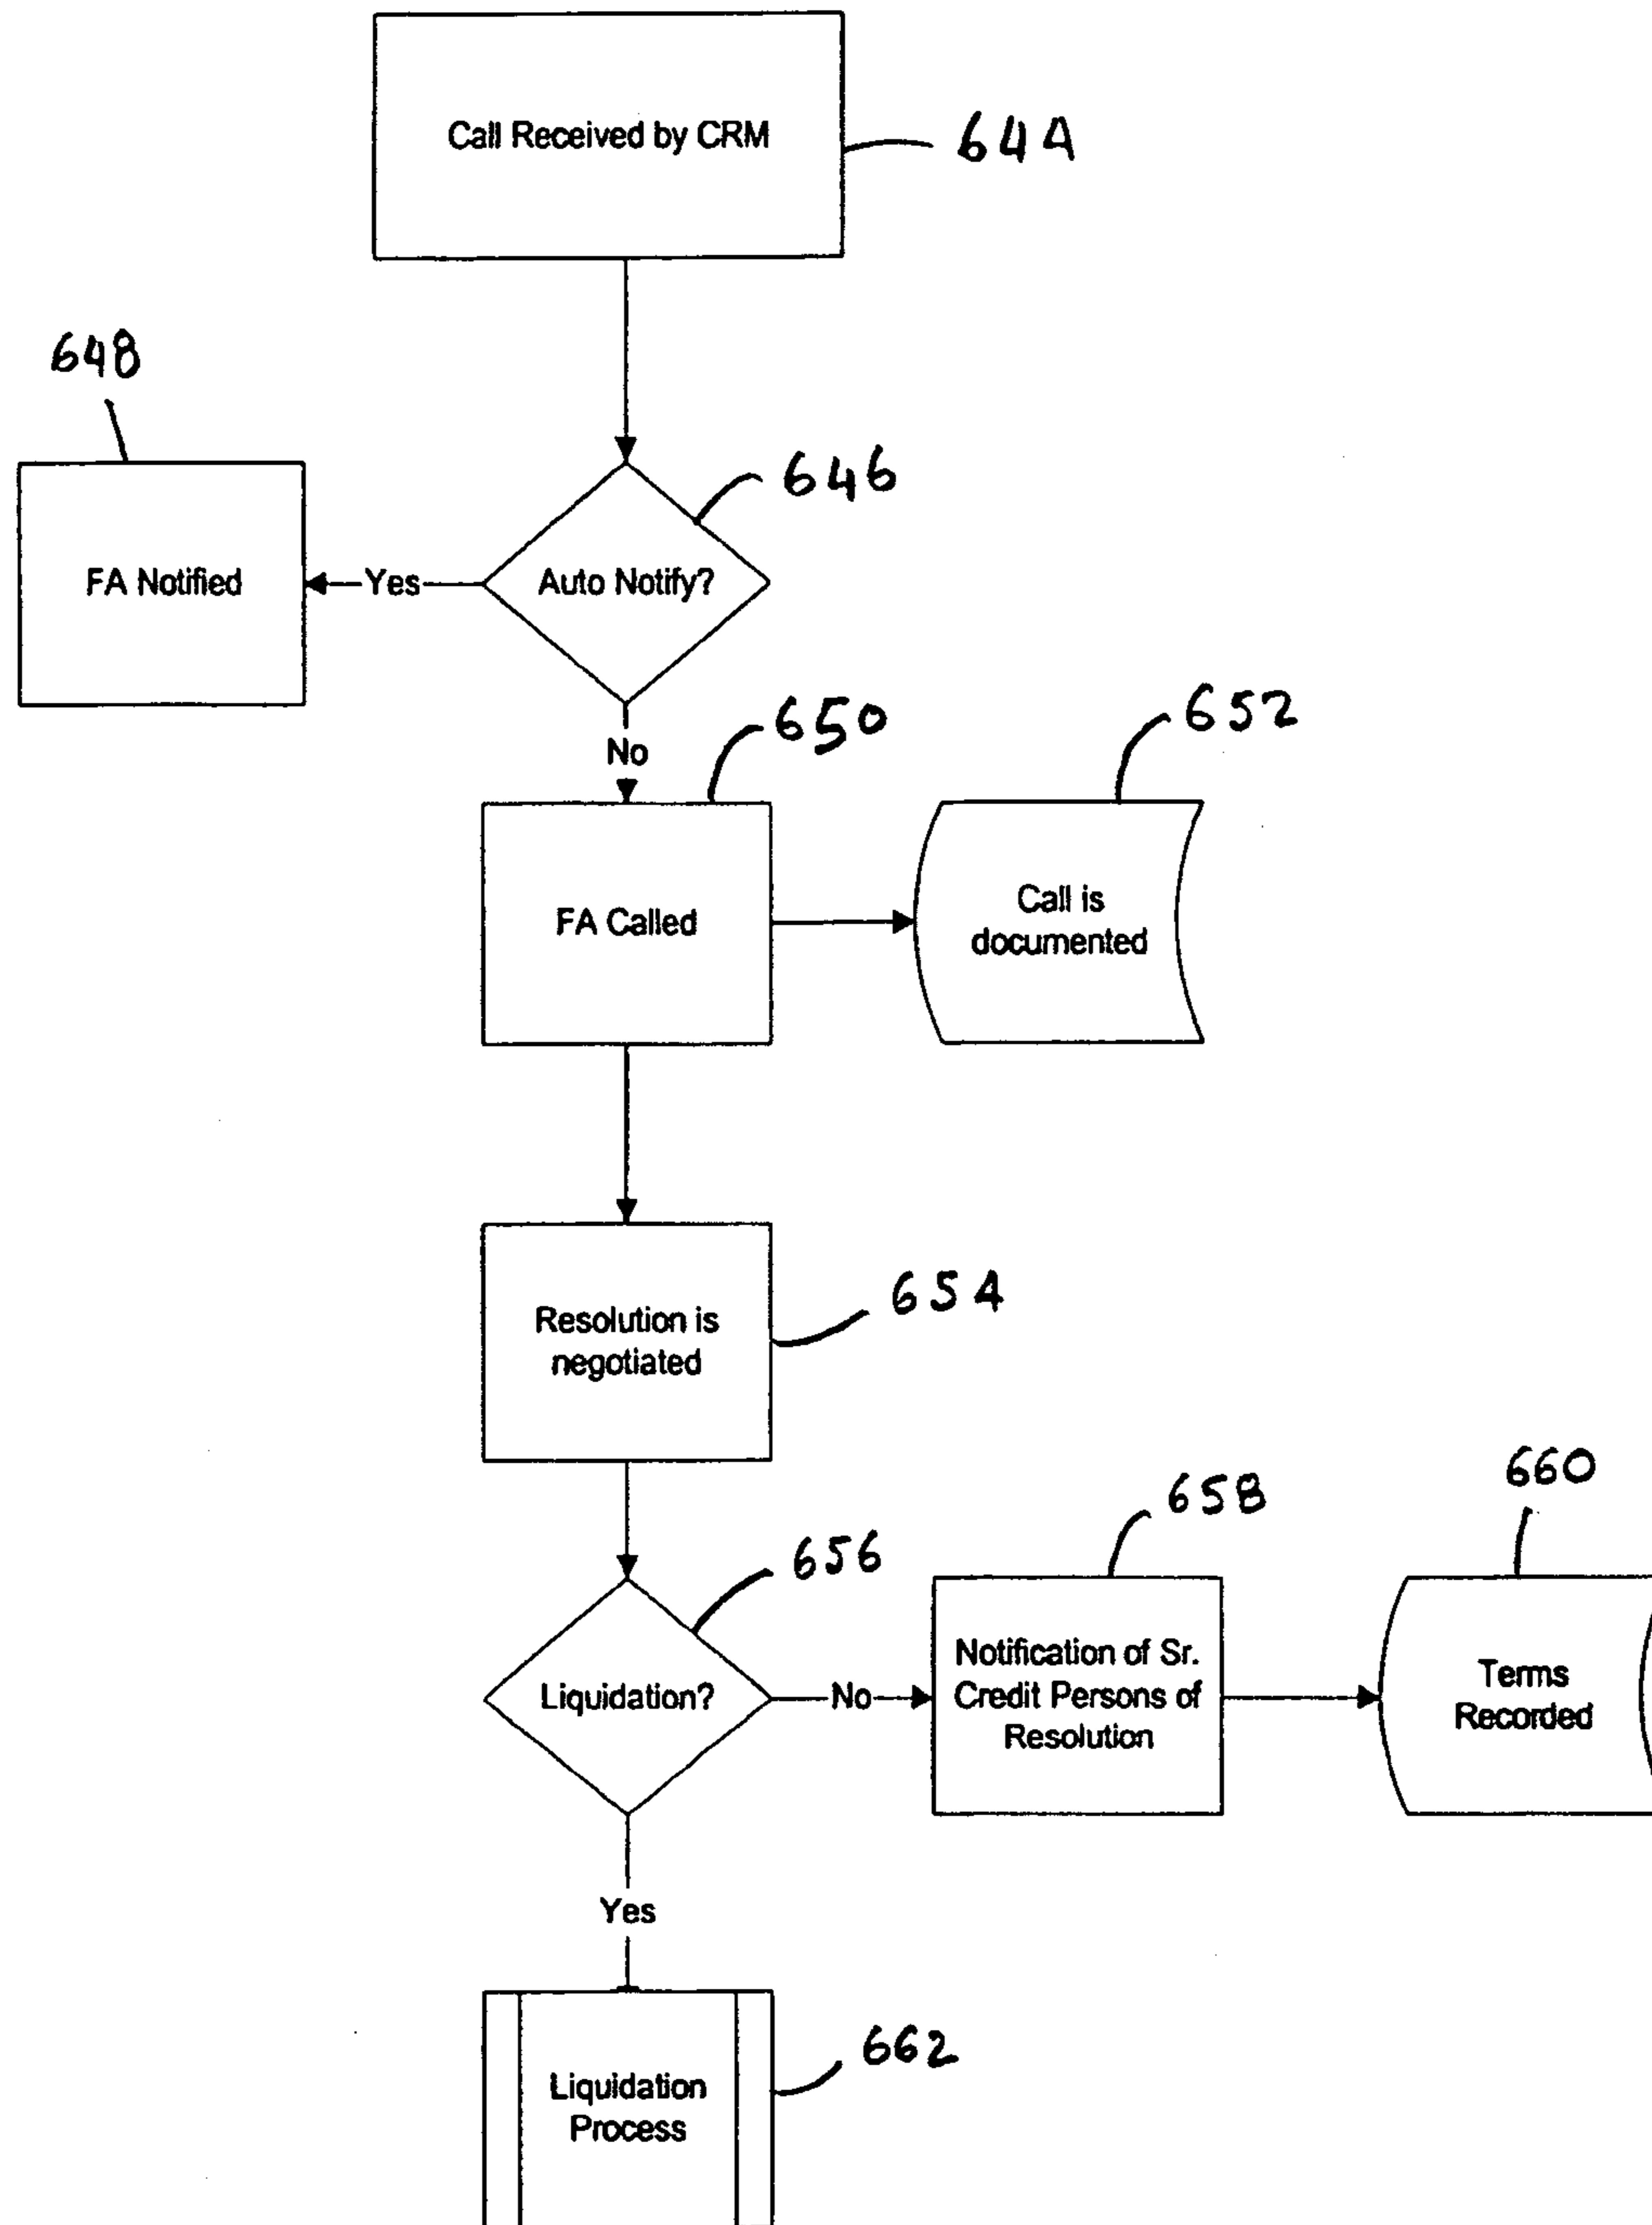 Call Received by CRM
644
648
646
FA Notified
Yes
Auto Notify?
650
652
No
FA Called
Call is
documented
654
Resolution is
negotiated
656
658
660
Liquidation?
No
Notification of Sr.
Credit Persons of
Resolution
Terms
Recorded
Yes
662
Liquidation
Process